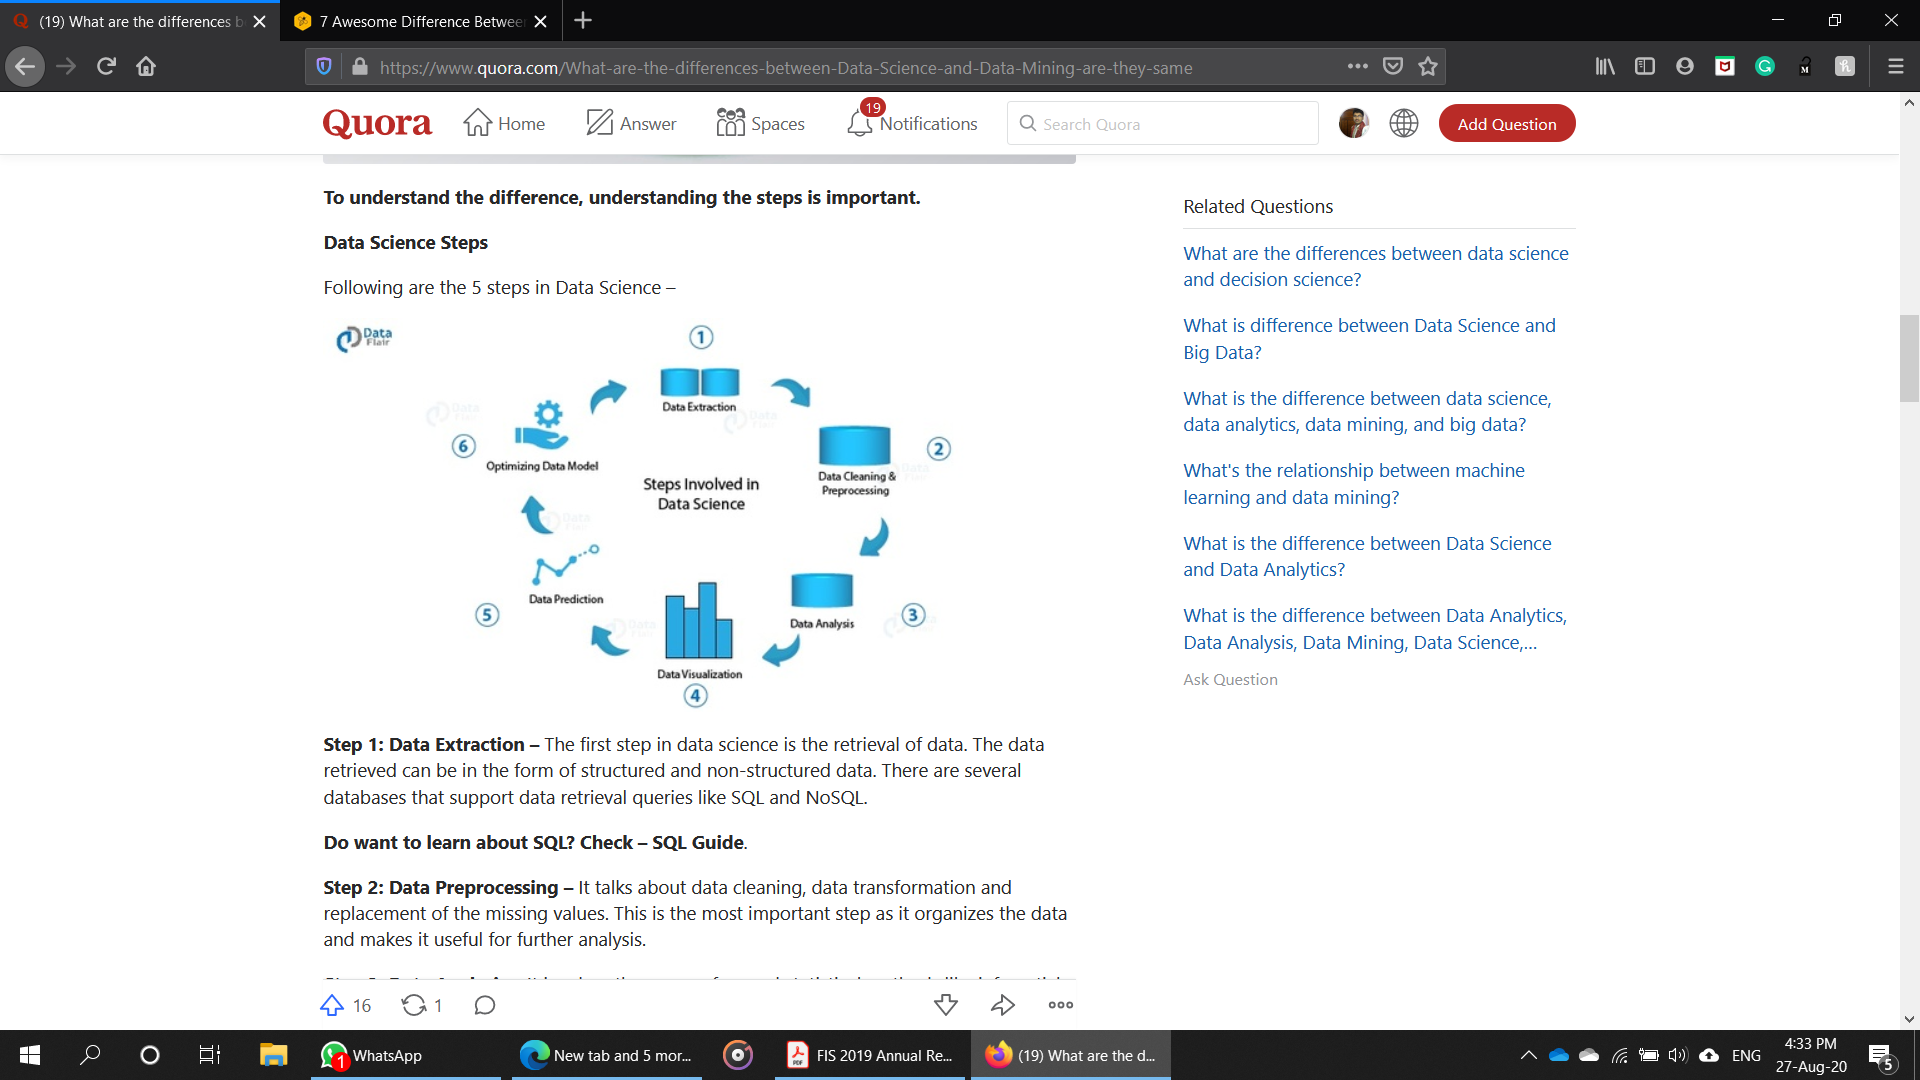 (19) What are the differences b
7 Awesome Difference Betwee
https://www.quora.com/What-are-the-differences-between-Data-Science-and-Data-Mining-are-they-same
Quora
Home
Answer
Spaces
19
Notifications
Search Quora
Add Question
To understand the difference, understanding the steps is important.
Data Science Steps
Following are the 5 steps in Data Science –
Data
Flair
1
Data Extraction
2
Data Cleaning &
Preprocessing
3
Data Analysis
4
Data Visualization
5
Data Prediction
6
Optimizing Data Model
Steps Involved in
Data Science
Step 1: Data Extraction – The first step in data science is the retrieval of data. The data
retrieved can be in the form of structured and non-structured data. There are several
databases that support data retrieval queries like SQL and NoSQL.
Do want to learn about SQL? Check – SQL Guide.
Step 2: Data Preprocessing – It talks about data cleaning, data transformation and
replacement of the missing values. This is the most important step as it organizes the data
and makes it useful for further analysis.
16
1
Related Questions
What are the differences between data science
and decision science?
What is difference between Data Science and
Big Data?
What is the difference between data science,
data analytics, data mining, and big data?
What's the relationship between machine
learning and data mining?
What is the difference between Data Science
and Data Analytics?
What is the difference between Data Analytics,
Data Analysis, Data Mining, Data Science,...
Ask Question
1
WhatsApp
New tab and 5 mor...
FIS 2019 Annual Re...
(19) What are the d...
ENG
4:33 PM
27-Aug-20
5